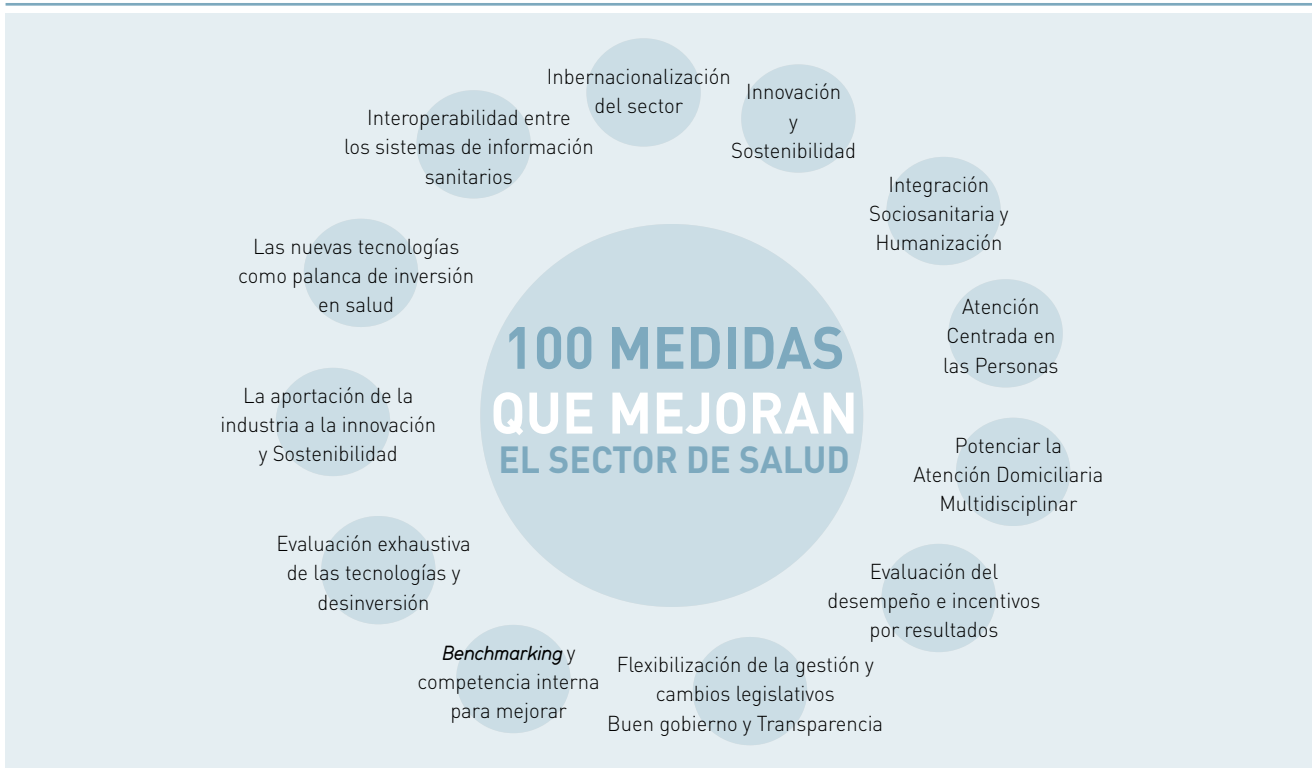 Inbernacionalización
del sector
Innovación
y
Sostenibilidad
Integración
Sociosanitaria y
Humanización
Atención
Centrada en
las Personas
Potenciar la
Atención Domiciliaria
Multidisciplinar
Evaluación del
desempeño e incentivos
por resultados
Flexibilización de la gestión y
cambios legislativos
Buen gobierno y Transparencia
Benchmarking y
competencia interna
para mejorar
Evaluación exhaustiva
de las tecnologías y
desinversión
La aportación de la
industria a la innovación
y Sostenibilidad
Las nuevas tecnologías
como palanca de inversión
en salud
Interoperabilidad entre
los sistemas de información
sanitarios
100 MEDIDAS
QUE MEJORAN
EL SECTOR DE SALUD